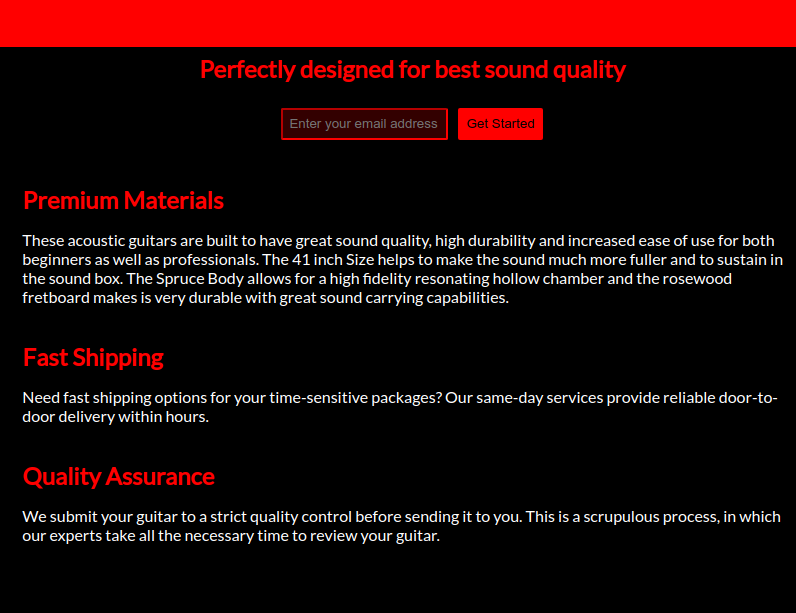 Perfectly designed for best sound quality
Enter your email address
Get Started
Premium Materials
These acoustic guitars are built to have great sound quality, high durability and increased ease of use for both
beginners as well as professionals. The 41 inch Size helps to make the sound much more fuller and to sustain in
the sound box. The Spruce Body allows for a high fidelity resonating hollow chamber and the rosewood
fretboard makes is very durable with great sound carrying capabilities.
Fast Shipping
Need fast shipping options for your time-sensitive packages? Our same-day services provide reliable door-to-
door delivery within hours.
Quality Assurance
We submit your guitar to a strict quality control before sending it to you. This is a scrupulous process, in which
our experts take all the necessary time to review your guitar.